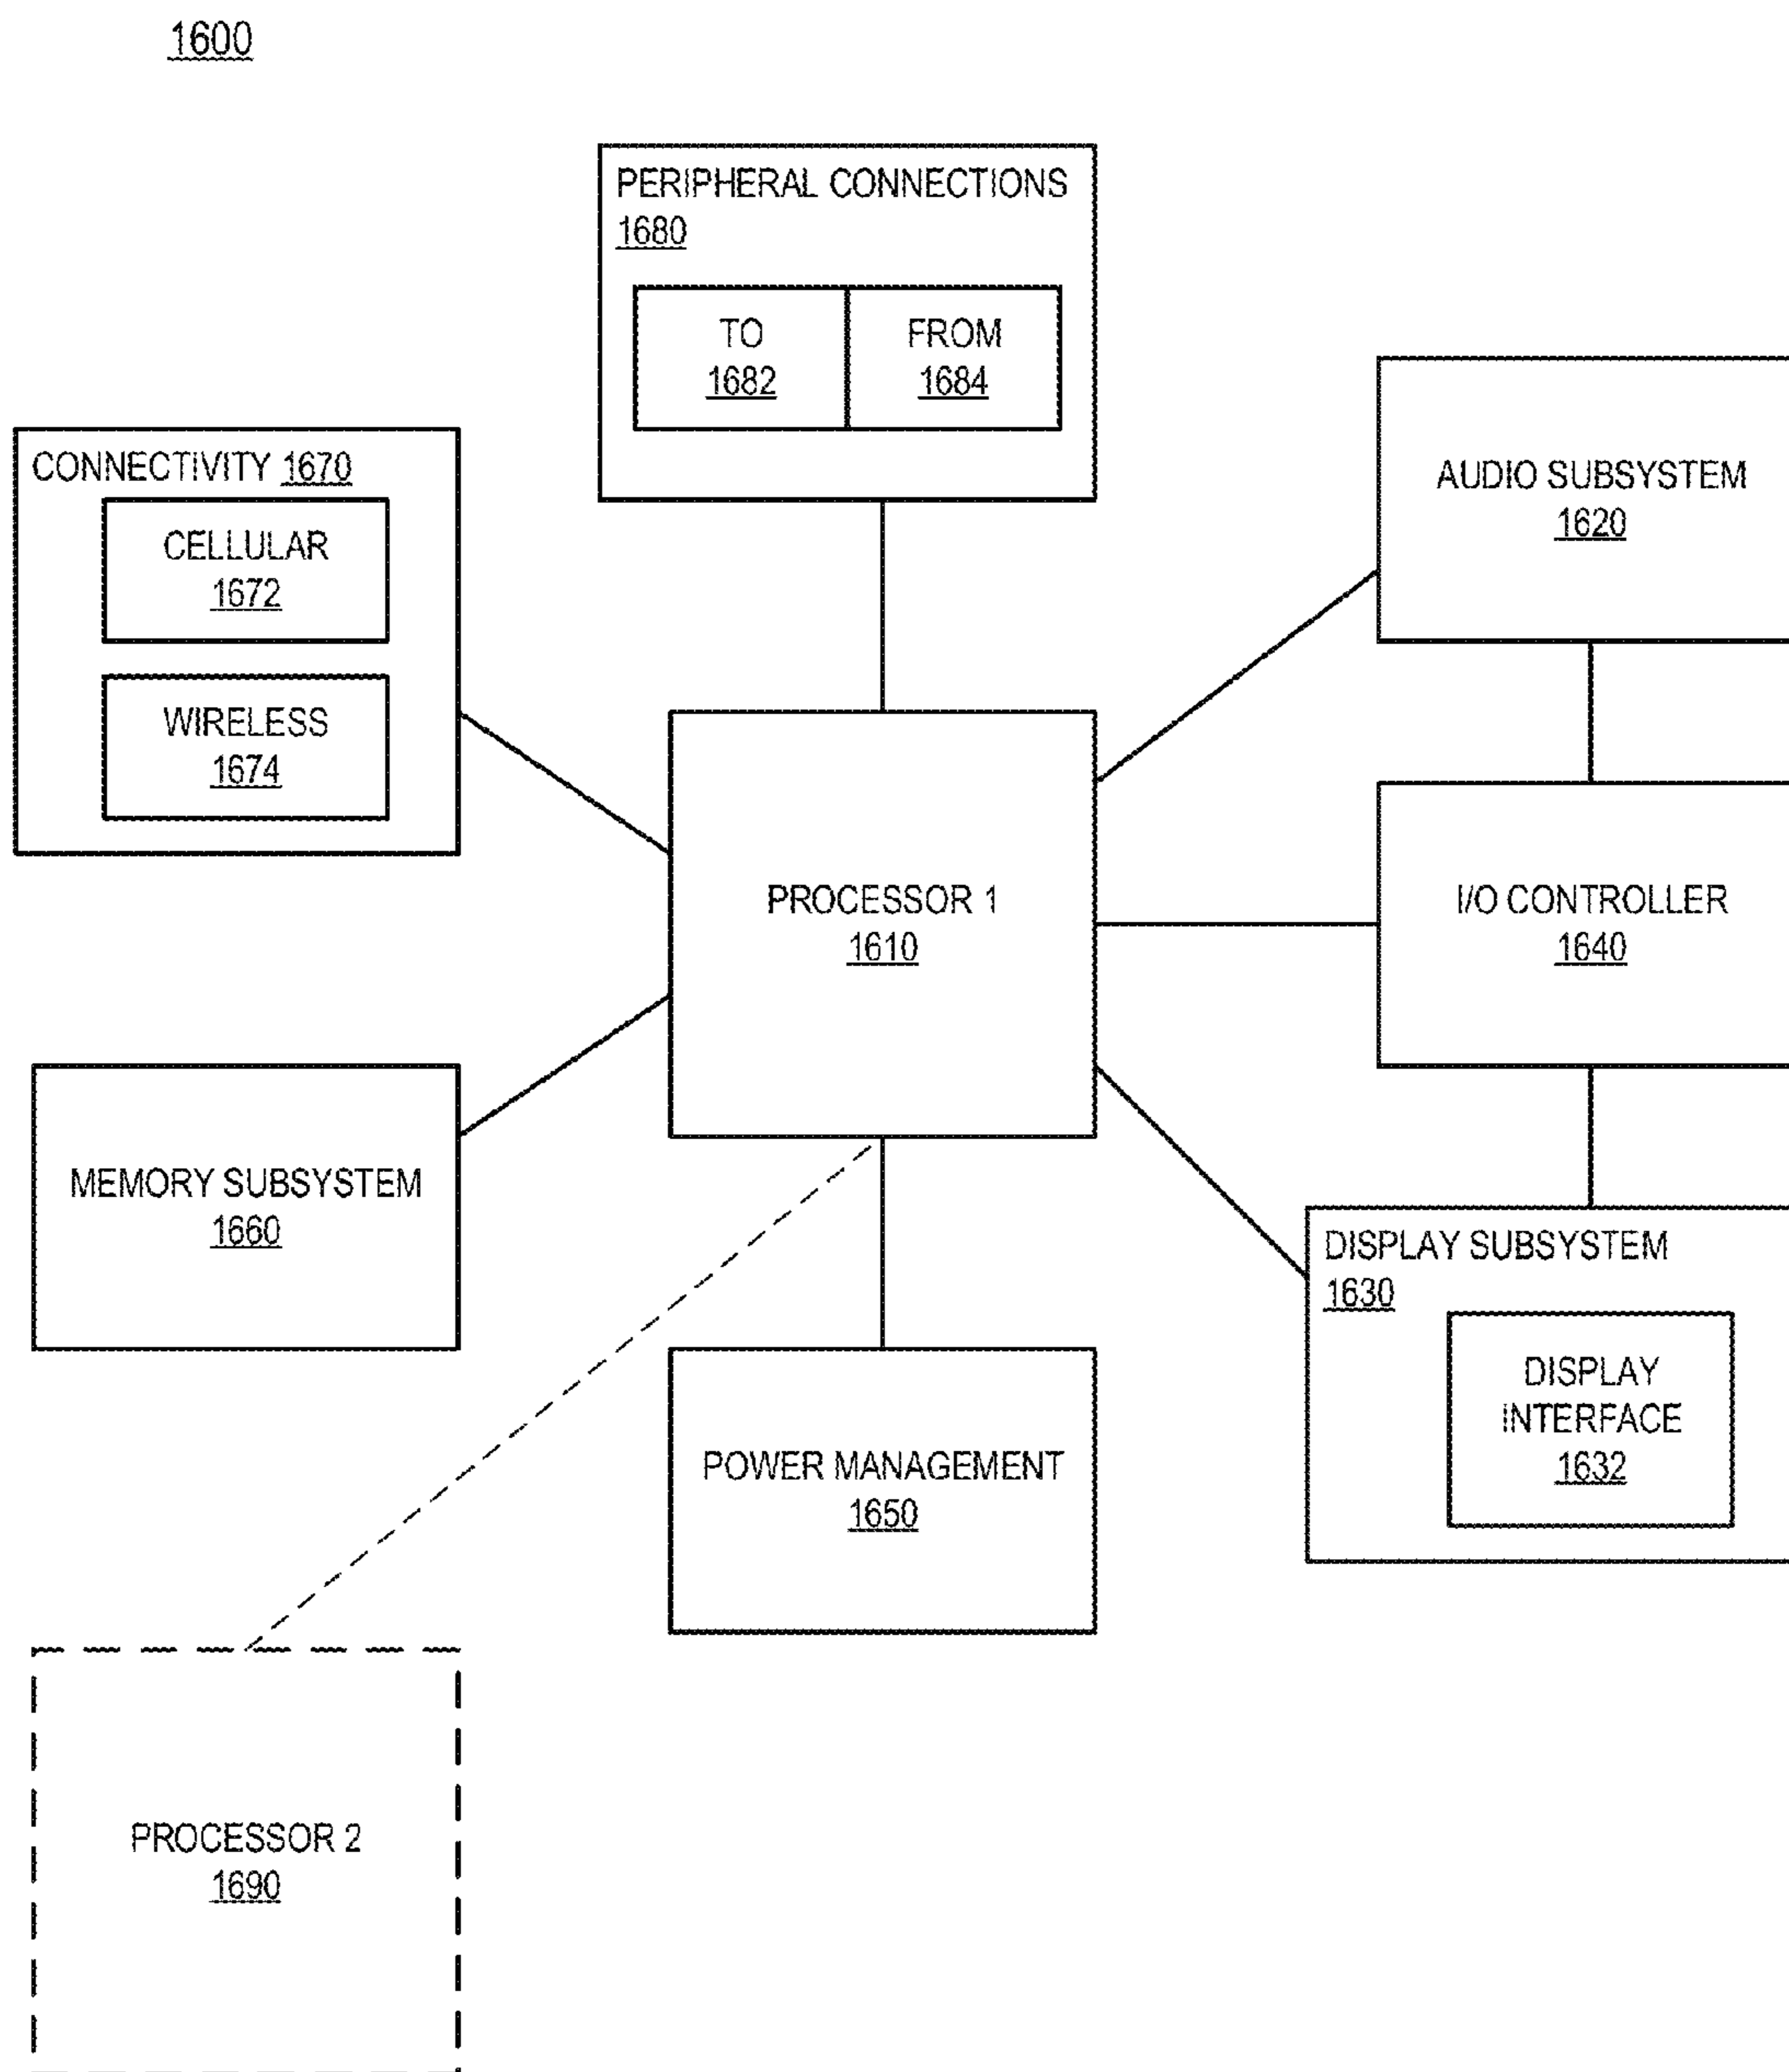 1600
PERIPHERAL CONNECTIONS
1680
TO
1682
FROM
1684
CONNECTIVITY 1670
CELLULAR
1672
WIRELESS
1674
AUDIO SUBSYSTEM
1620
PROCESSOR 1
1610
I/O CONTROLLER
1640
MEMORY SUBSYSTEM
1660
DISPLAY SUBSYSTEM
1630
DISPLAY
INTERFACE
1632
POWER MANAGEMENT
1650
PROCESSOR 2
1690